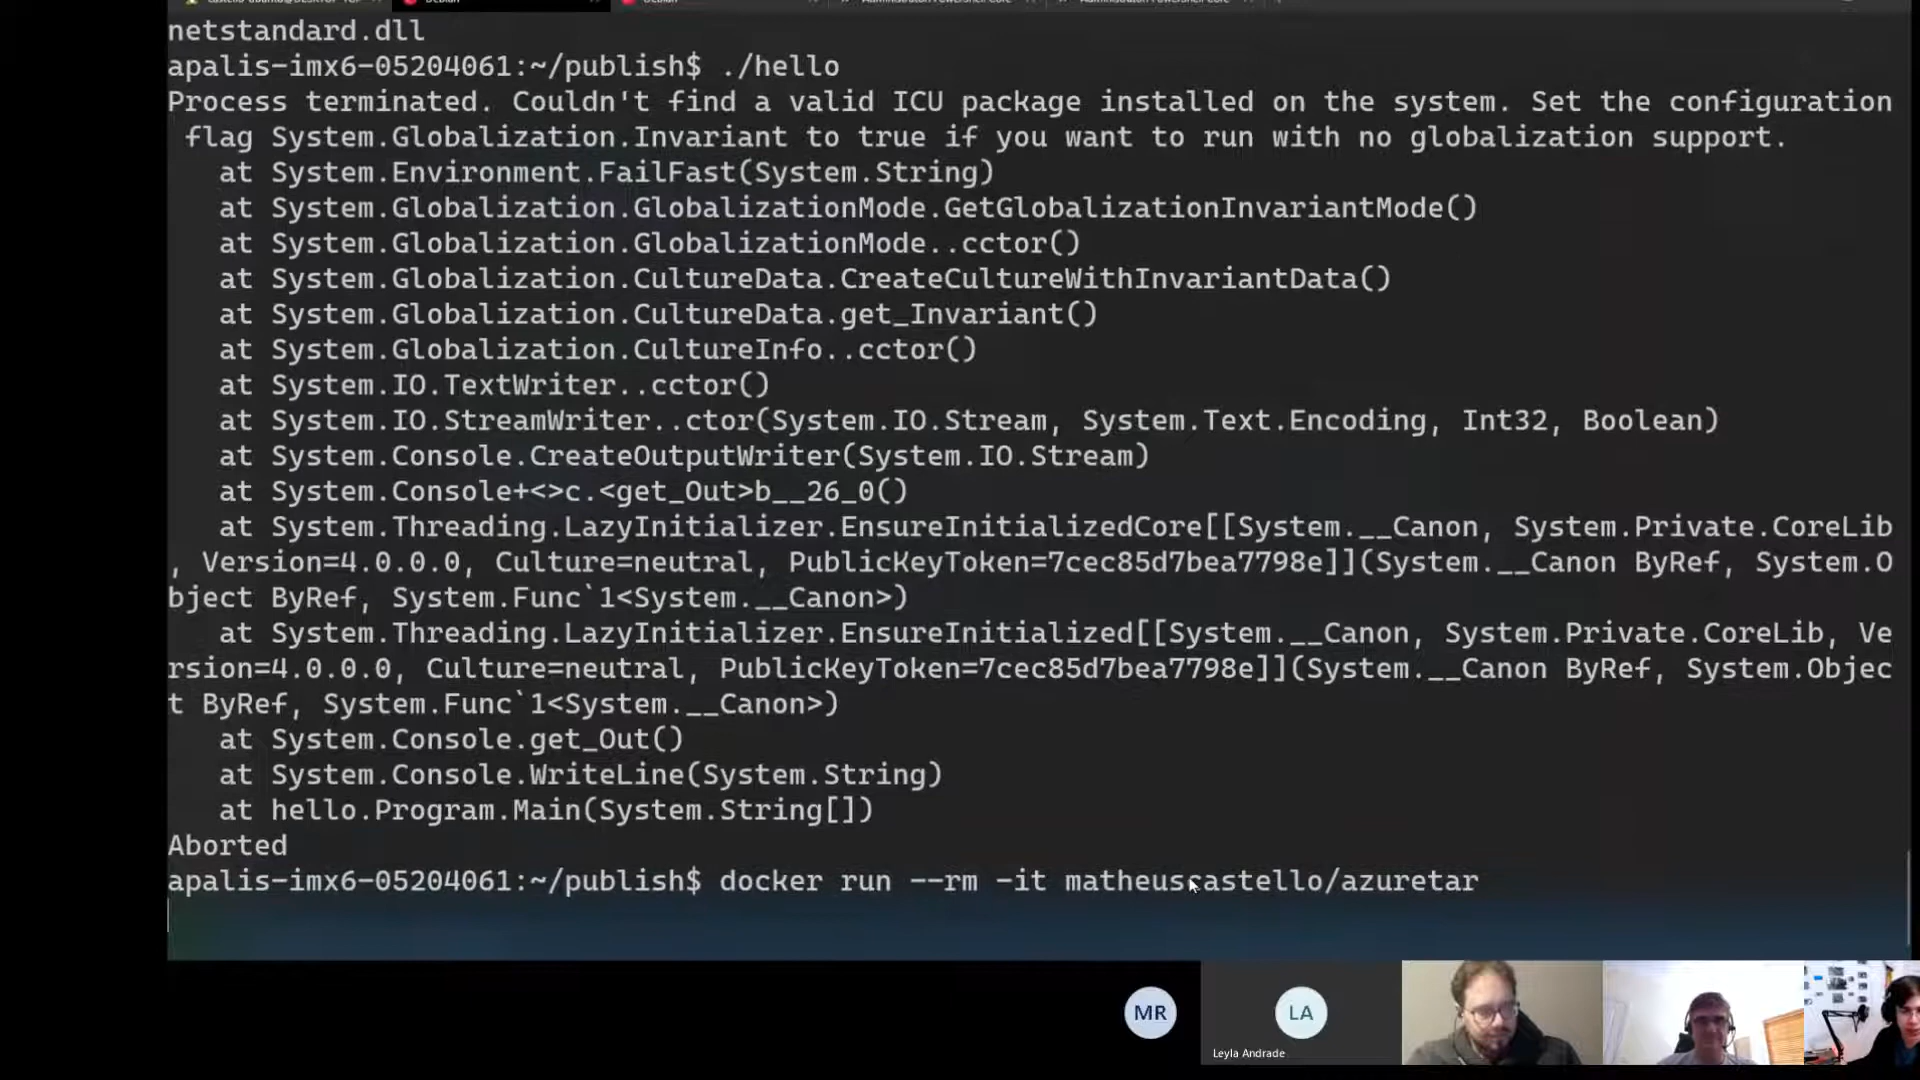 Debian
Debian
netstandard.dll
apalis-imx6-05204061:~/publish$ ./hello
Process terminated. Couldn't find a valid ICU package installed on the system. Set the configuration
flag System.Globalization.Invariant to true if you want to run with no globalization support.
at System.Environment.FailFast(System.String)
at System.Globalization.GlobalizationMode.GetGlobalizationInvariantMode()
at System.Globalization.GlobalizationMode..cctor()
at System.Globalization.CultureData.CreateCultureWithInvariantData()
at System.Globalization.CultureData.get_Invariant()
at System.Globalization.CultureInfo..cctor()
at System.IO.TextWriter..cctor()
at System.IO.StreamWriter..ctor(System.IO.Stream, System.Text.Encoding, Int32, Boolean)
at System.Console.CreateOutputWriter(System.IO.Stream)
at System.Console+<>c.<get_Out>b__26_0()
at System.Threading.LazyInitializer.EnsureInitializedCore[[System.__Canon, System.Private.CoreLib
, Version=4.0.0.0, Culture=neutral, PublicKeyToken=7cec85d7bea7798e]](System.__Canon ByRef, System.O
bject ByRef, System.Func`1<System.__Canon>)
at System.Threading.LazyInitializer.EnsureInitialized[[System.__Canon, System.Private.CoreLib, Ve
rsion=4.0.0.0, Culture=neutral, PublicKeyToken=7cec85d7bea7798e]](System.__Canon ByRef, System.Objec
t ByRef, System.Func`1<System.__Canon>)
at System.Console.get_Out()
at System.Console.WriteLine(System.String)
at hello.Program.Main(System.String[])
Aborted
apalis-imx6-05204061:~/publish$ docker run --rm -it matheuscastello/azuretar
MR
LA
Leyla Andrade